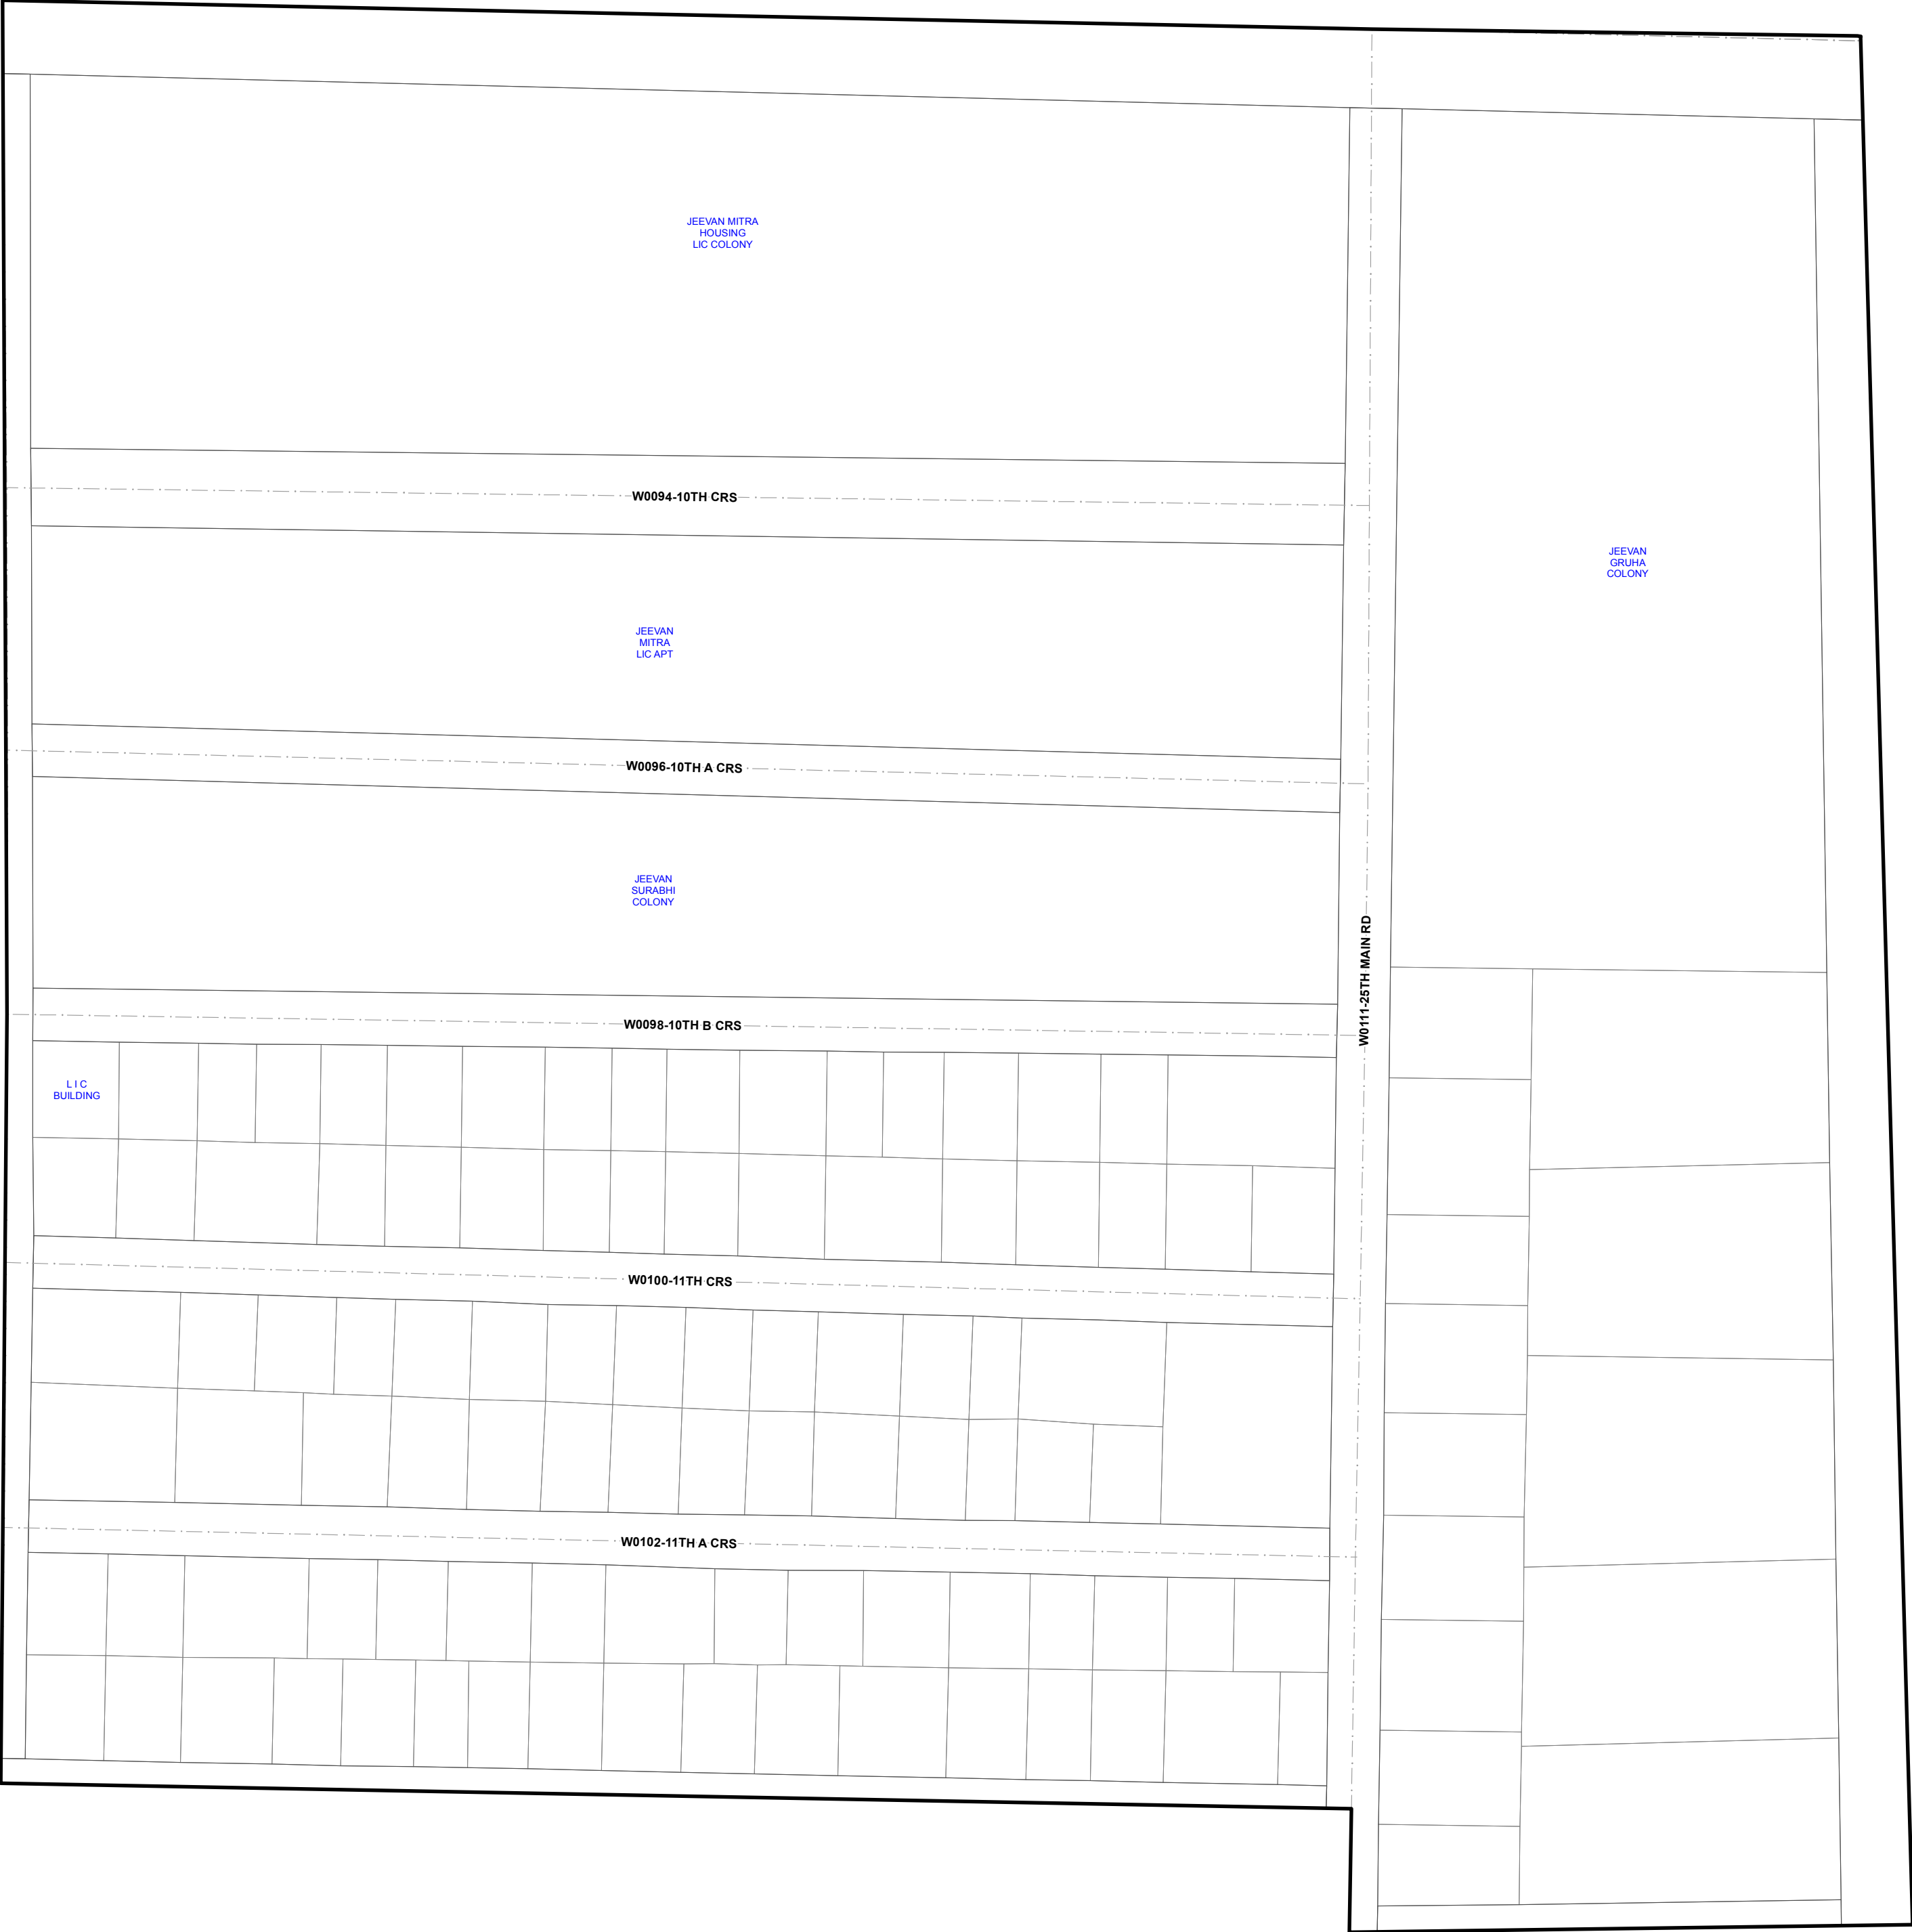 JEEVAN MITRA
HOUSING
LIC COLONY
W0094-10TH CRS
JEEVAN
GRUHA
COLONY
JEEVAN
MITRA
LIC APT
W0096-10TH A CRS
JEEVAN
SURABHI
COLONY
W0111-25TH MAIN RD
W0098-10TH B CRS
L I C
BUILDING
W0100-11TH CRS
W0102-11TH A CRS